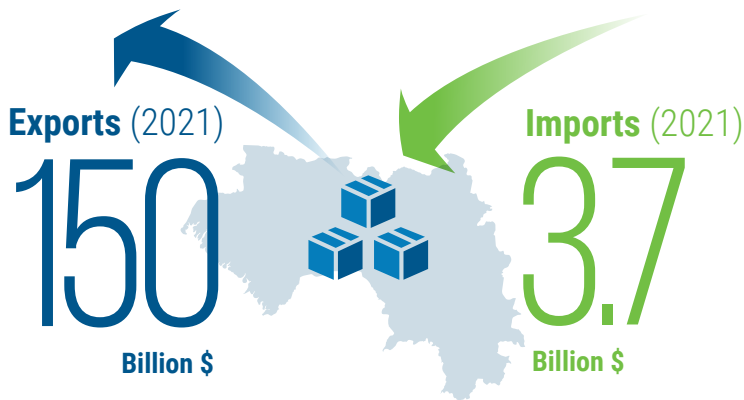 Exports (2021)
150
Billion $
Imports (2021)
3.7
Billion $